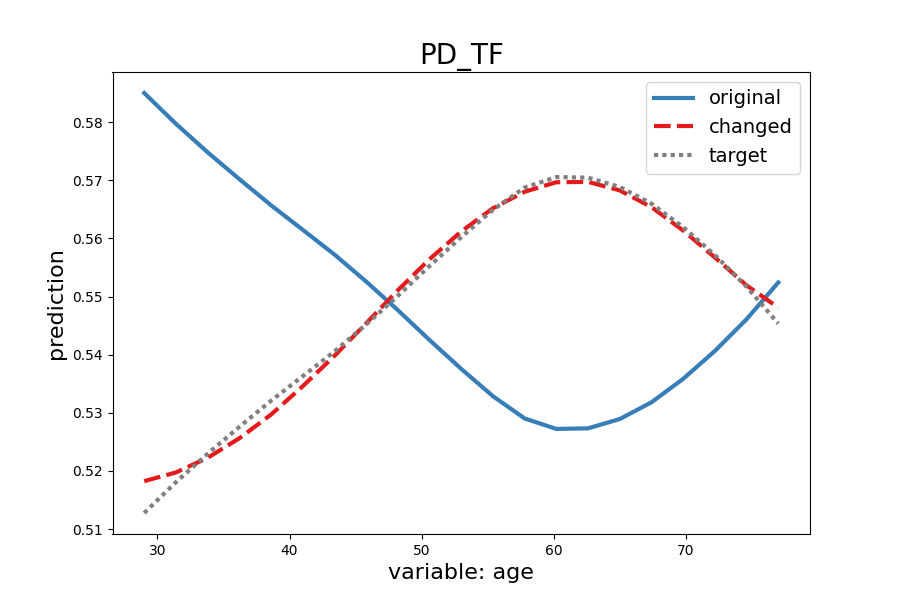 PD_TF
original
changed
target
prediction
0.58
0.57
0.56
0.55
0.54
0.53
0.52
0.51
30 40 50 60 70
variable: age